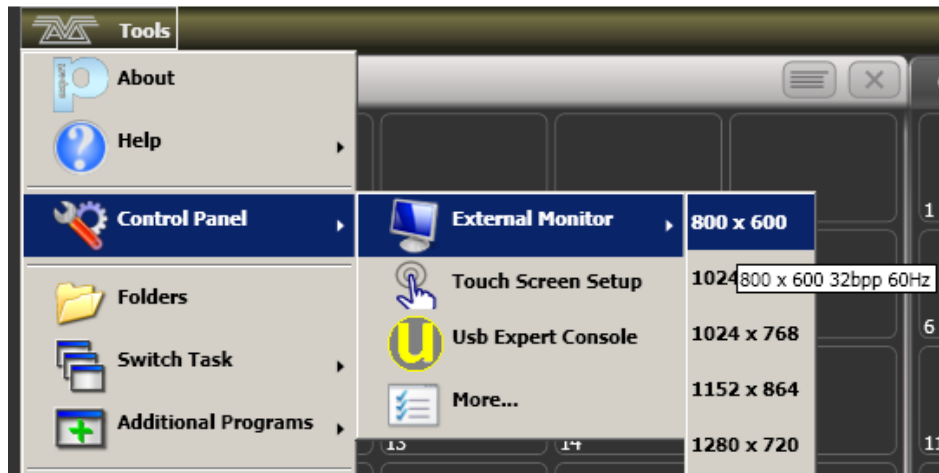 Tools
About
Help
Control Panel
Folders
Switch Task
Additional Programs
External Monitor
Touch Screen Setup
Usb Expert Console
More...
800 x 600
1024
800 x 600 32bpp 60Hz
1024 x 768
1152 x 864
1280 x 720
1
6
13
14